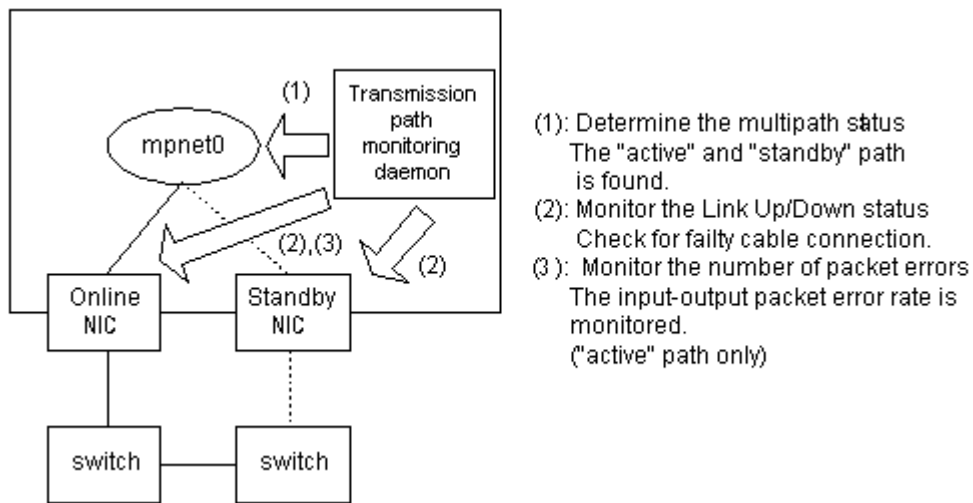 (1)
Transmission
path
monitoring
daemon
mpnet0
(2),(3)
(2)
Online
NIC
Standby
NIC
switch
switch
(1): Determine the multipath status
The "active" and "standby" path
is found.
(2): Monitor the Link Up/Down status
Check for failty cable connection.
(3 ): Monitor the number of packet errors
The input-output packet error rate is
monitored.
("active" path only)